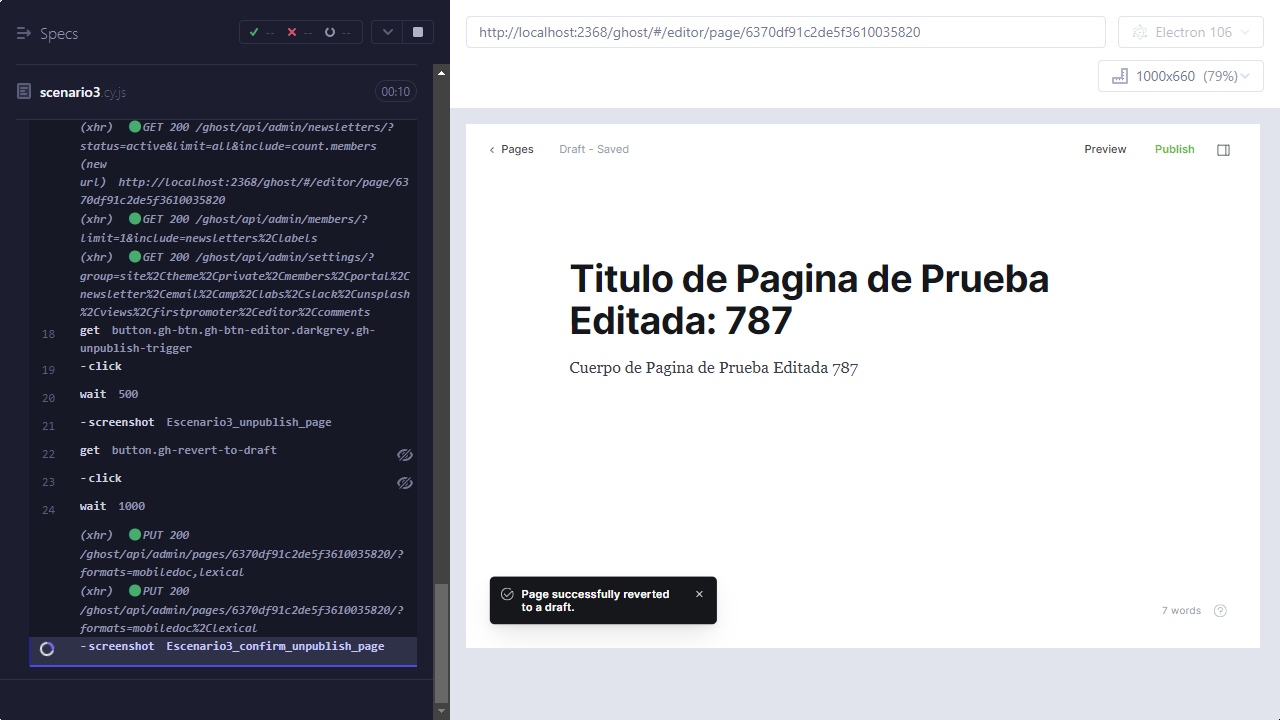 Specs
-- -- --
scenario3.cy.js 00:10
(xhr) GET 200 /ghost/api/admin/newsletters/?
status=active&limit=all&include=count.members
(new
url) http://localhost:2368/ghost/#/editor/page/63
70df91c2de5f3610035820
(xhr) GET 200 /ghost/api/admin/members/?
limit=1&include=newsletters%2Clabels
(xhr) GET 200 /ghost/api/admin/settings/?
group=site%2Ctheme%2Cprivate%2Cmembers%2Cportal%2C
newsletter%2Cemail%2Camp%2Clabs%2Cslack%2Cunsplash
%2Cviews%2Cfirstpromoter%2Ceditor%2Ccomments
18 get button.gh-btn.gh-btn-editor.darkgrey.gh-
unpublish-trigger
19 -click
20 wait 500
21 -screenshot Escenario3_unpublish_page
22 get button.gh-revert-to-draft
23 -click
24 wait 1000
(xhr) PUT 200
/ghost/api/admin/pages/6370df91c2de5f3610035820/?
formats=mobiledoc,lexical
(xhr) PUT 200
/ghost/api/admin/pages/6370df91c2de5f3610035820/?
formats=mobiledoc%2Clexical
-screenshot Escenario3_confirm_unpublish_page
http://localhost:2368/ghost/#/editor/page/6370df91c2de5f3610035820
Electron 106
1000x660 (79%)
Pages Draft - Saved Preview Publish
Titulo de Pagina de Prueba
Editada: 787
Cuerpo de Pagina de Prueba Editada 787
Page successfully reverted
to a draft.
7 words